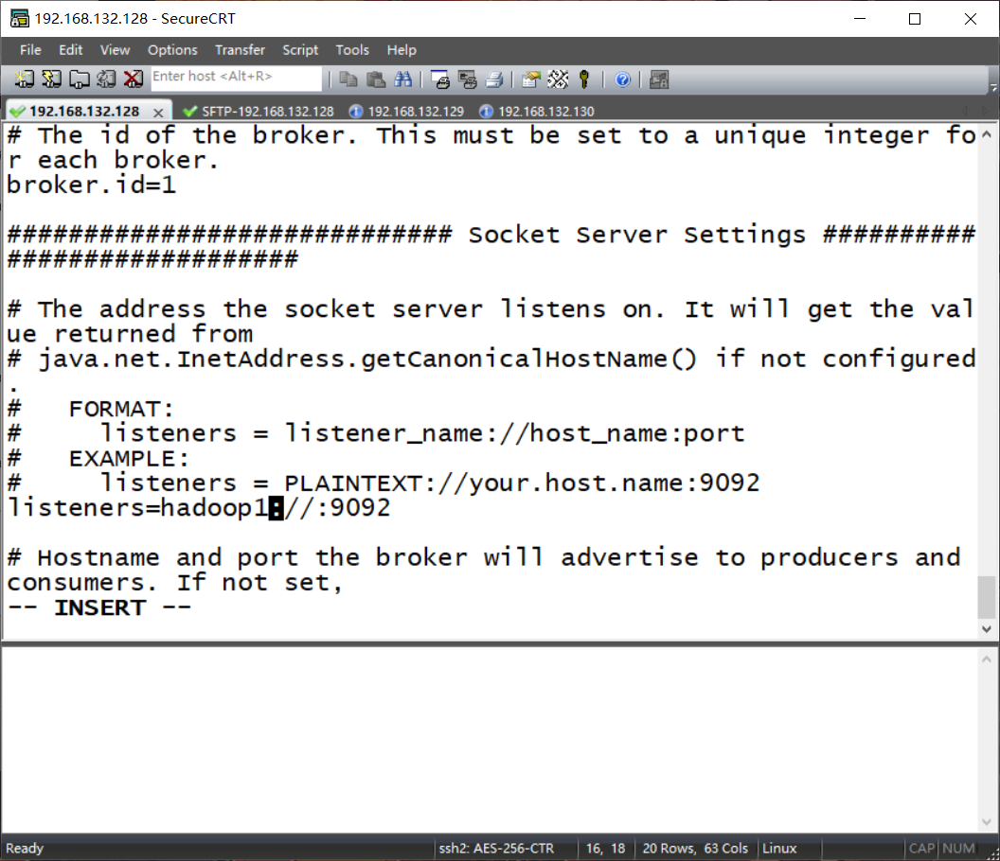 192.168.132.128 - SecureCRT
File Edit View Options Transfer Script Tools Help
Enter host <Alt+R>
192.168.132.128 SFTP-192.168.132.128 192.168.132.129 192.168.132.130
# The id of the broker. This must be set to a unique integer fo
r each broker.
broker.id=1
############################# Socket Server Settings ##########
###################
# The address the socket server listens on. It will get the val
ue returned from
# java.net.InetAddress.getCanonicalHostName() if not configured
.
#   FORMAT:
#     listeners = listener_name://host_name:port
#   EXAMPLE:
#     listeners = PLAINTEXT://your.host.name:9092
listeners=hadoop1://:9092
# Hostname and port the broker will advertise to producers and
consumers. If not set,
-- INSERT --
Ready ssh2: AES-256-CTR 16, 18 20 Rows, 63 Cols Linux CAP NUM